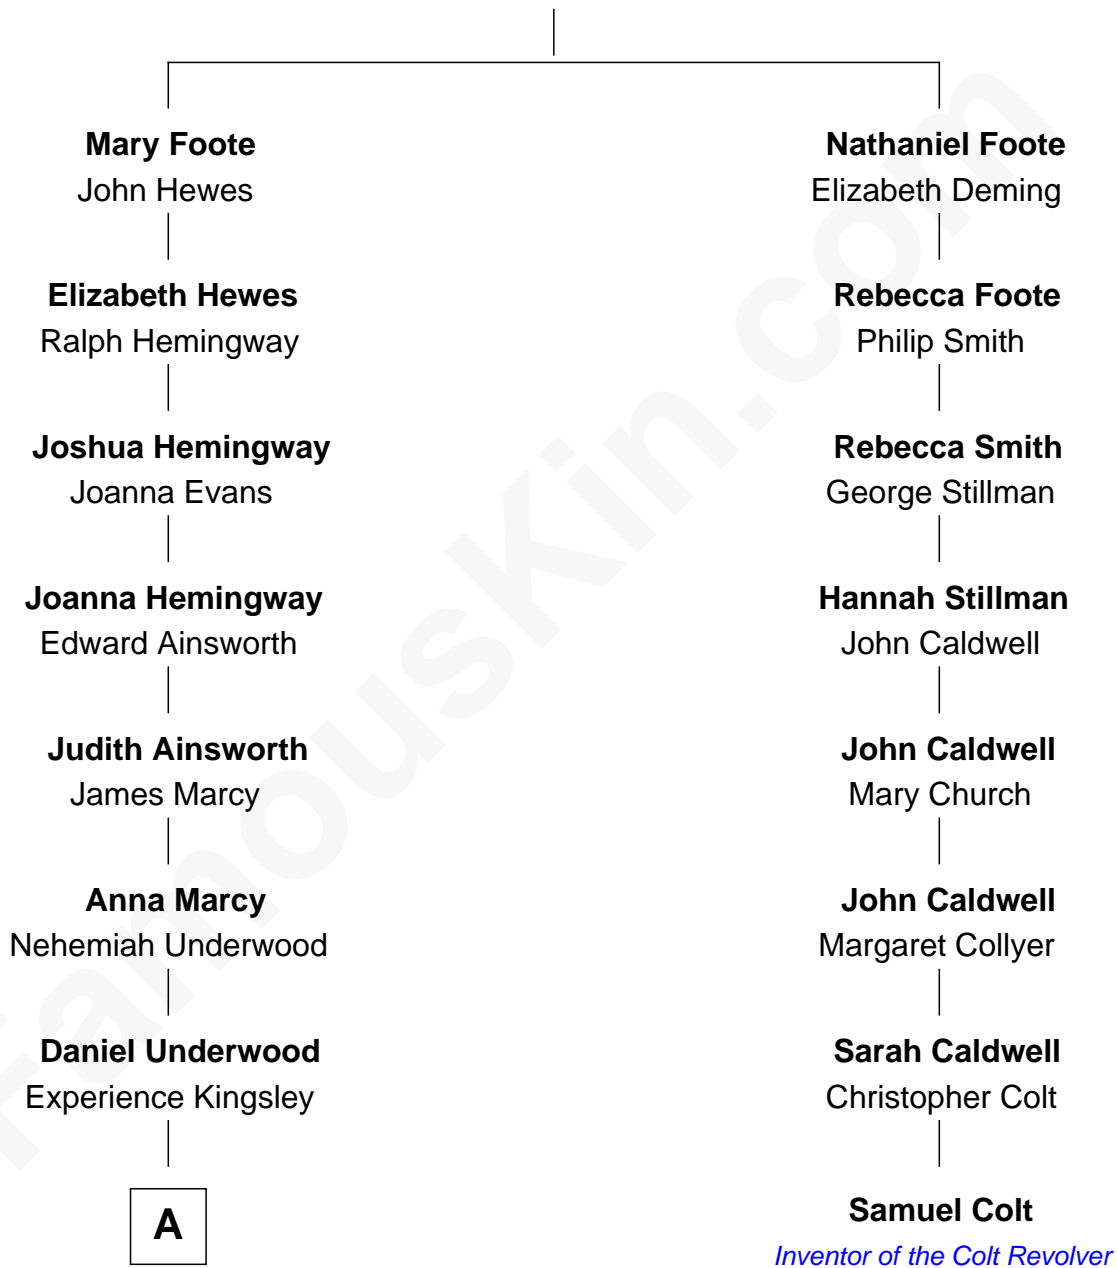 Mary Foote
John Hewes
Nathaniel Foote
Elizabeth Deming
Elizabeth Hewes
Ralph Hemingway
Rebecca Foote
Philip Smith
Joshua Hemingway
Joanna Evans
Rebecca Smith
George Stillman
Joanna Hemingway
Edward Ainsworth
Hannah Stillman
John Caldwell
Judith Ainsworth
James Marcy
John Caldwell
Mary Church
Anna Marcy
Nehemiah Underwood
John Caldwell
Margaret Collyer
Daniel Underwood
Experience Kingsley
Sarah Caldwell
Christopher Colt
A
Samuel Colt
Inventor of the Colt Revolver
FamousKin.com